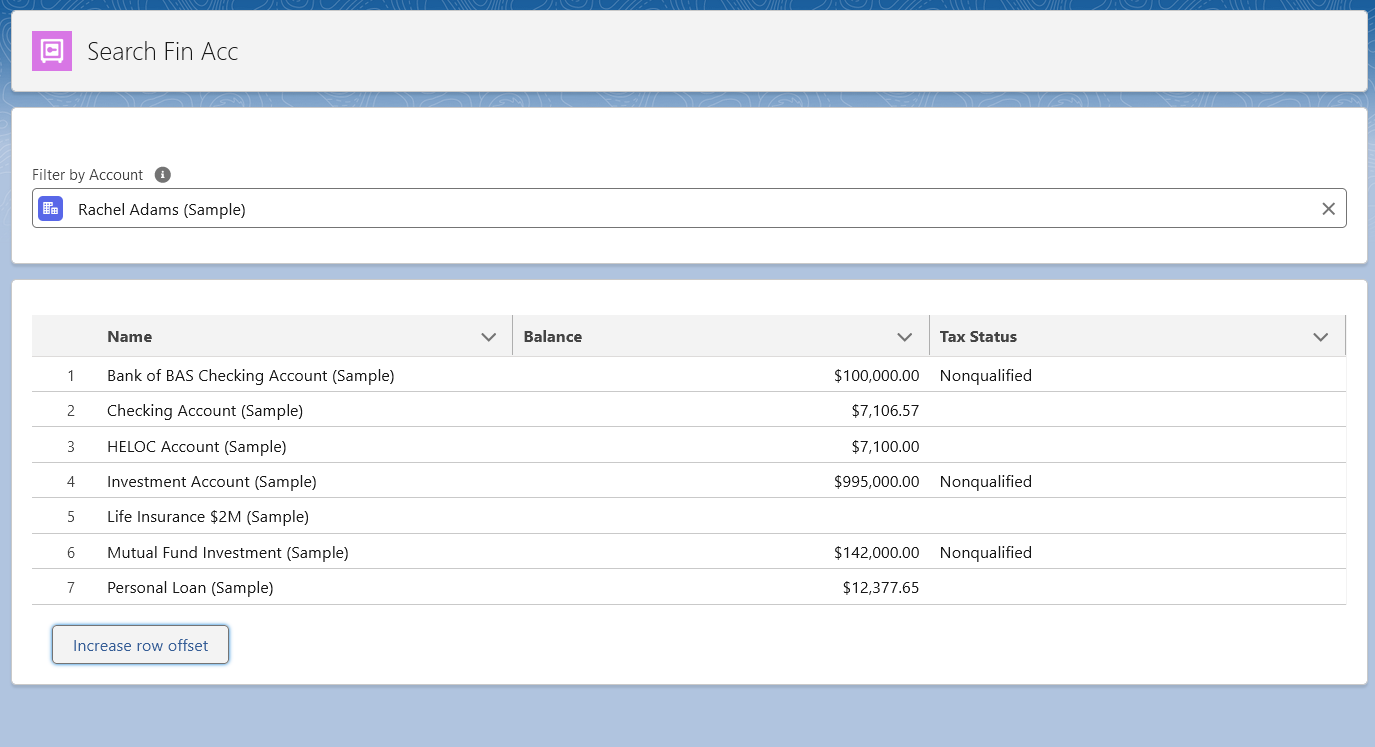 Search Fin Acc
Filter by Account
Rachel Adams (Sample)
Name Balance Tax Status
1 Bank of BAS Checking Account (Sample) $100,000.00 Nonqualified
2 Checking Account (Sample) $7,106.57
3 HELOC Account (Sample) $7,100.00
4 Investment Account (Sample) $995,000.00 Nonqualified
5 Life Insurance $2M (Sample)
6 Mutual Fund Investment (Sample) $142,000.00 Nonqualified
7 Personal Loan (Sample) $12,377.65
Increase row offset